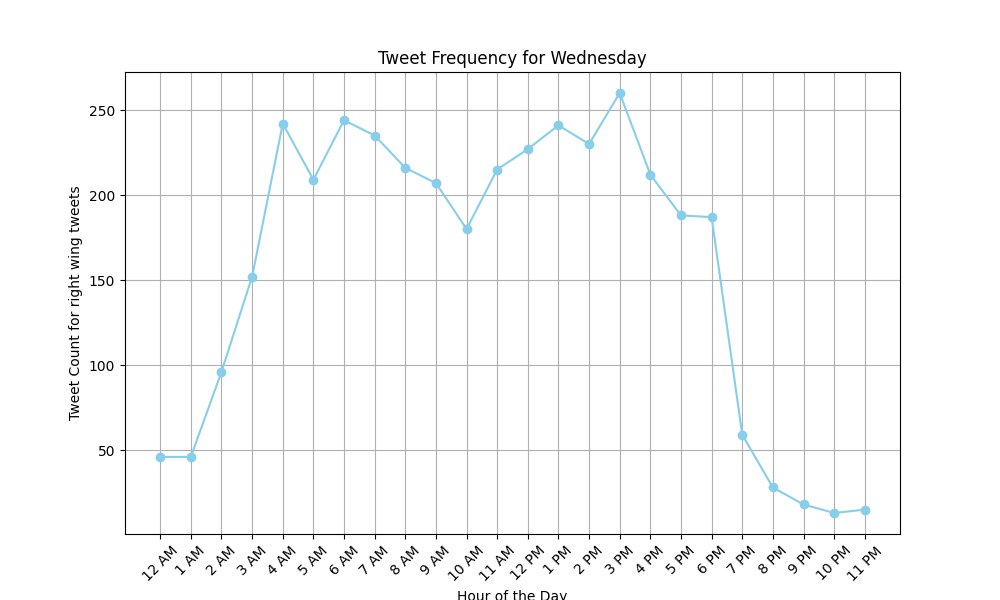 Tweet Frequency for Wednesday
Tweet Count for right wing tweets
250
200
150
100
50
12 AM
1 AM
2 AM
3 AM
4 AM
5 AM
6 AM
7 AM
8 AM
9 AM
10 AM
11 AM
12 PM
1 PM
2 PM
3 PM
4 PM
5 PM
6 PM
7 PM
8 PM
9 PM
10 PM
11 PM
Hour of the Day